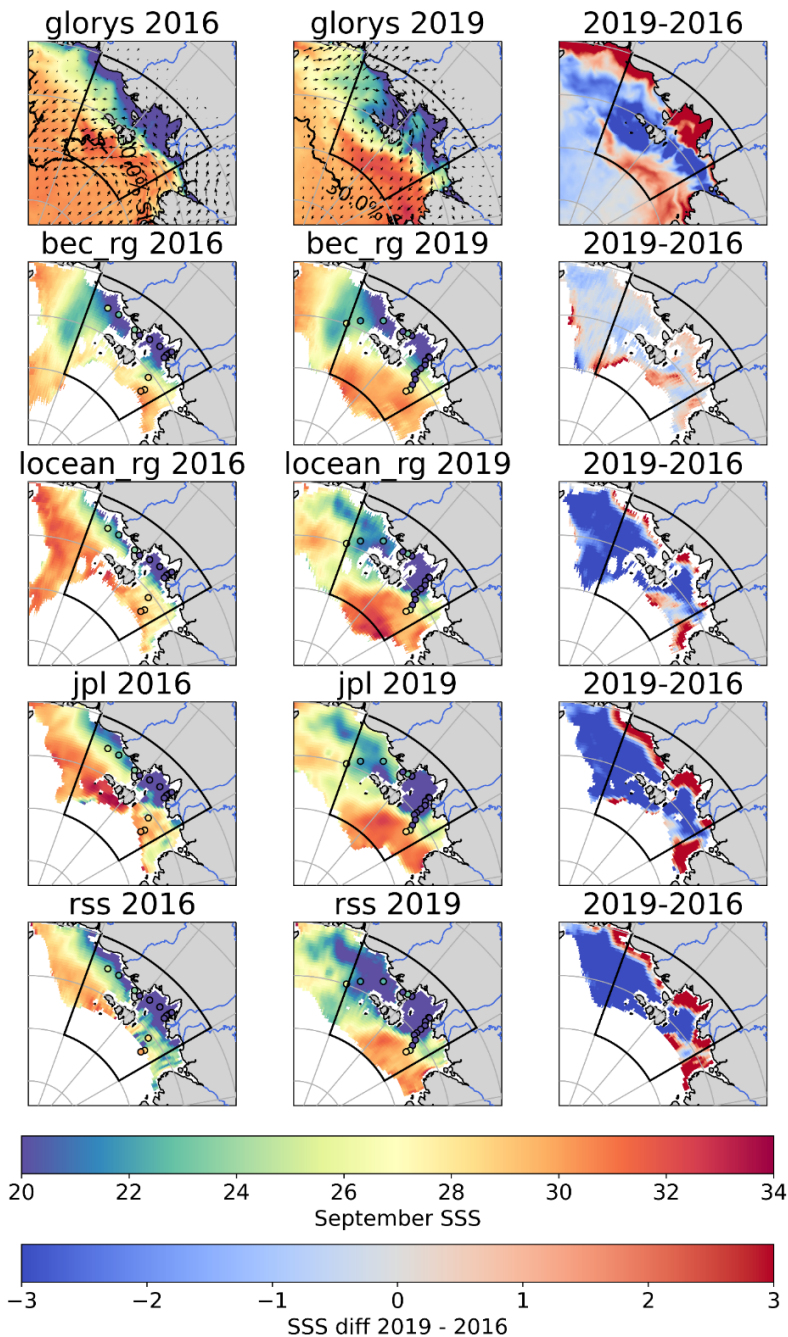 glorys 2016 glorys 2019 2019-2016
30.0%
bec_rg 2016 bec_rg 2019 2019-2016
locean_rg 2016 locean_rg 2019 2019-2016
jpl 2016 jpl 2019 2019-2016
rss 2016 rss 2019 2019-2016
20 22 24 26 28 30 32 34
September SSS
−3 −2 −1 0 1 2 3
SSS diff 2019 - 2016